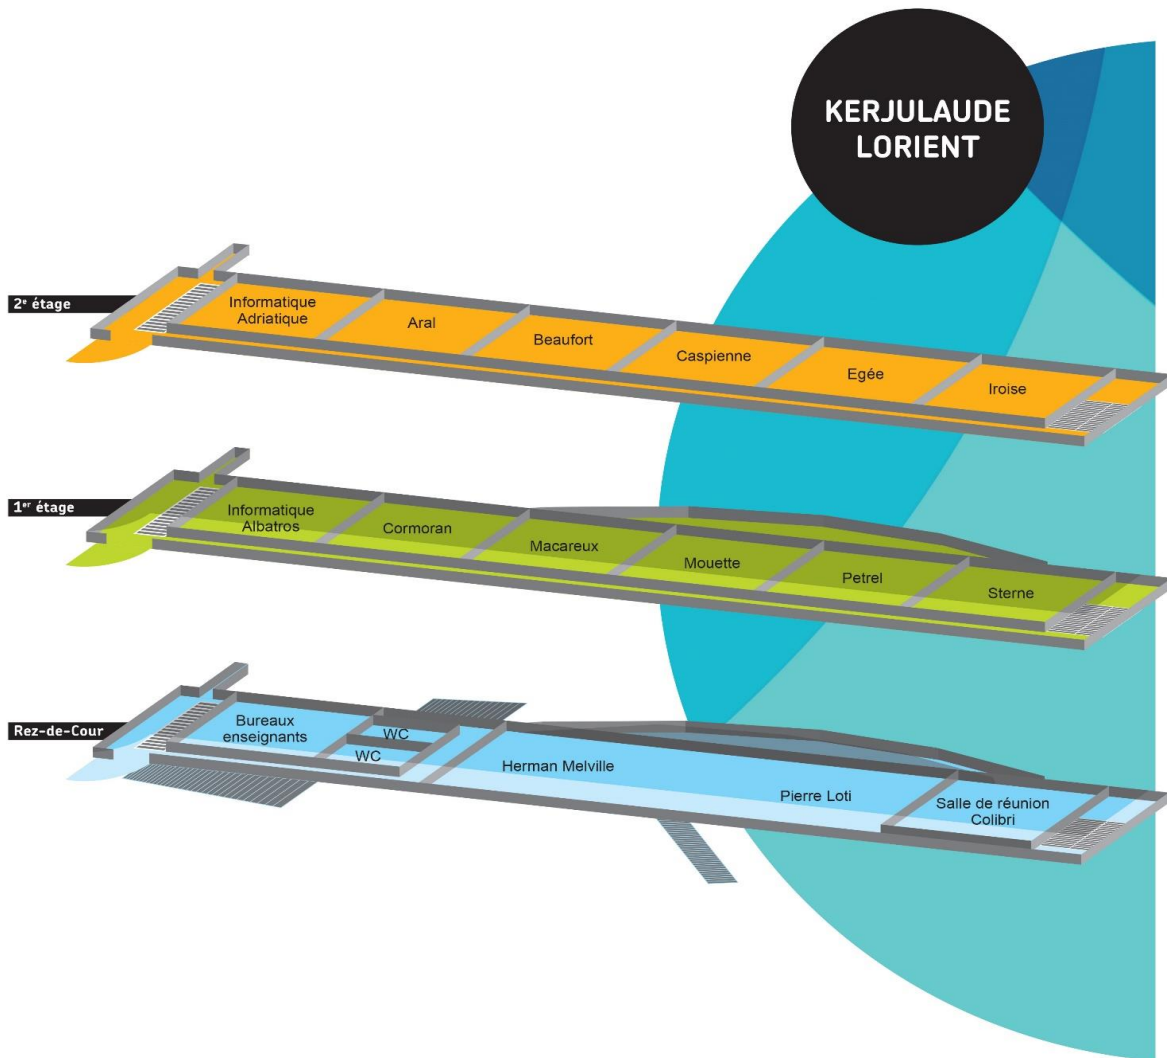 KERJULAUDE
LORIENT
2e étage
Informatique
Adriatique
Aral
Beaufort
Caspienne
Egée
Iroise
1er étage
Informatique
Albatros
Cormoran
Macareux
Mouette
Petrel
Sterne
Rez-de-Cour
Bureaux
enseignants
WC
WC
Herman Melville
Pierre Loti
Salle de réunion
Colibri